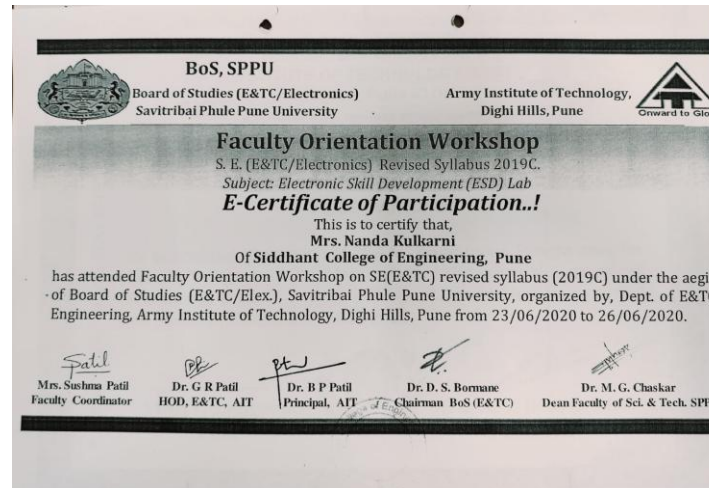 BoS, SPPU
Board of Studies (E&TC/Electronics)
Savitribai Phule Pune University
Army Institute of Technology,
Dighi Hills, Pune
Onward to Glo
Faculty Orientation Workshop
S. E. (E&TC/Electronics) Revised Syllabus 2019C.
Subject: Electronic Skill Development (ESD) Lab
E-Certificate of Participation..!
This is to certify that,
Mrs. Nanda Kulkarni
Of Siddhant College of Engineering, Pune
has attended Faculty Orientation Workshop on SE(E&TC) revised syllabus (2019C) under the aegi
of Board of Studies (E&TC/Elex.), Savitribai Phule Pune University, organized by, Dept. of E&T
Engineering, Army Institute of Technology, Dighi Hills, Pune from 23/06/2020 to 26/06/2020.
Mrs. Sushma Patil
Faculty Coordinator
Dr. G R Patil
HOD, E&TC, AIT
Dr. B P Patil
Principal, AIT
Dr. D. S. Bormane
Chairman BoS (E&TC)
Dr. M. G. Chaskar
Dean Faculty of Sci. & Tech. SPP